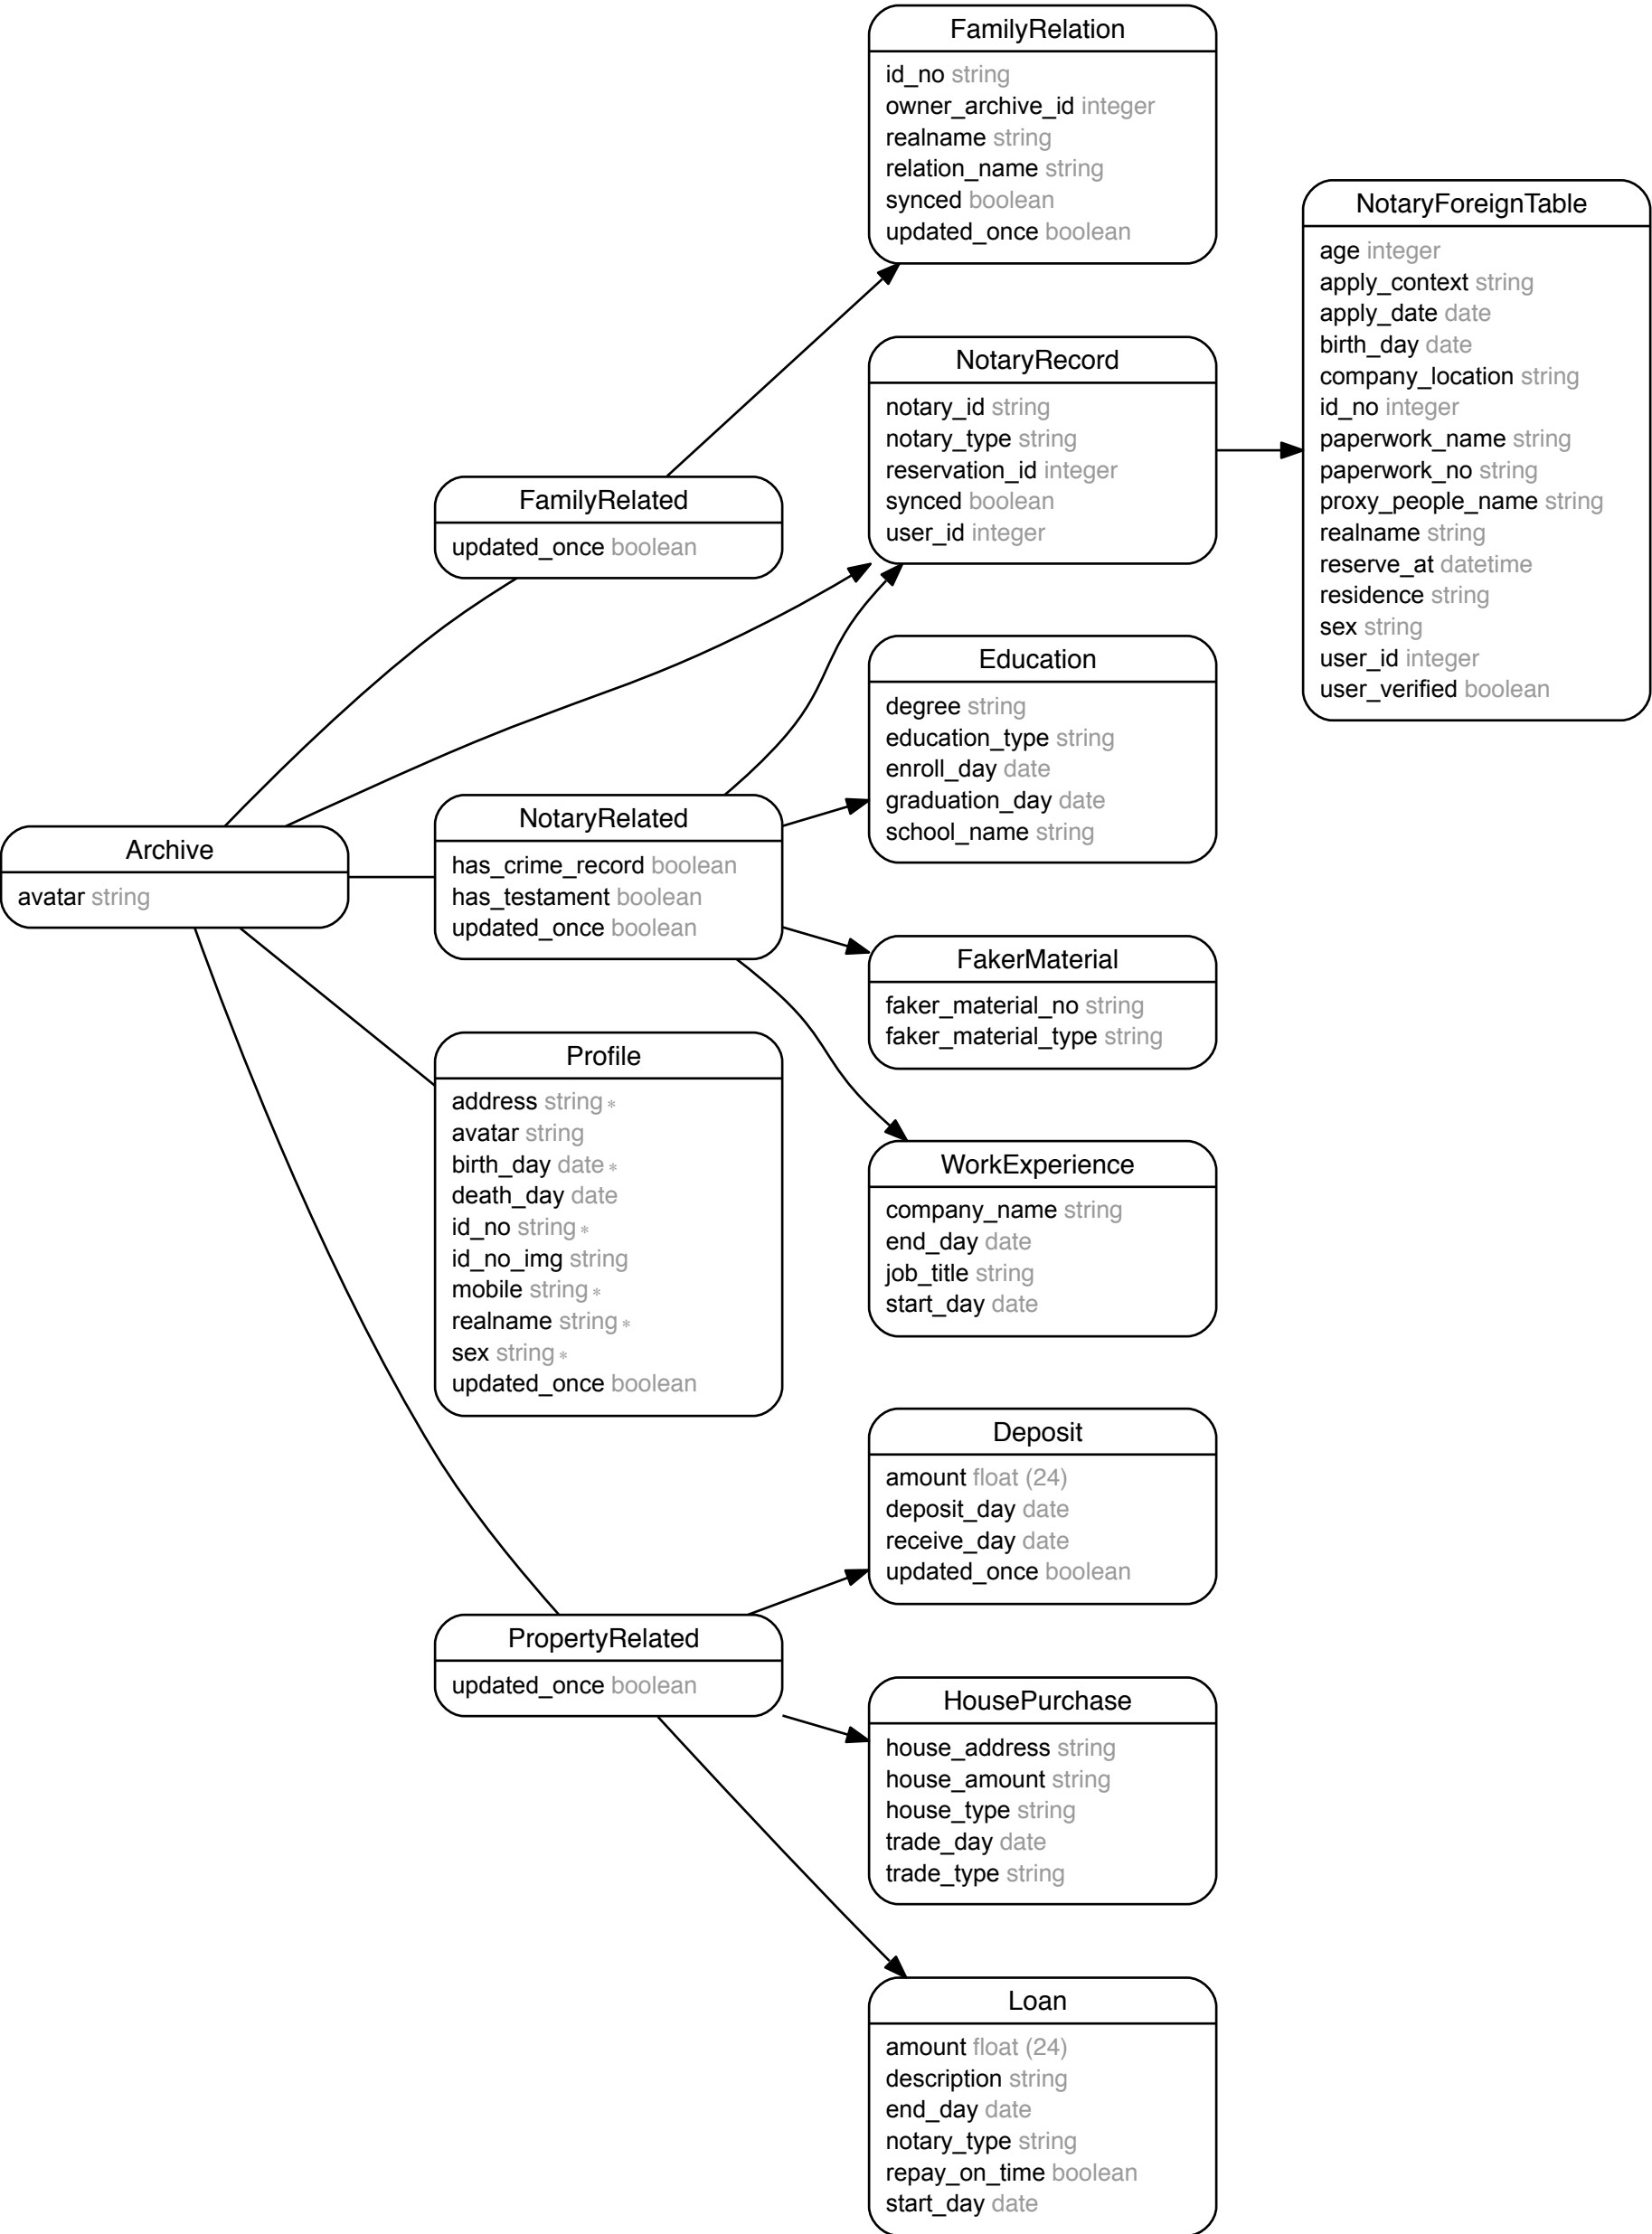 FamilyRelation
id_no string
owner_archive_id integer
realname string
relation_name string
synced boolean
updated_once boolean
NotaryForeignTable
age integer
apply_context string
apply_date date
birth_day date
company_location string
id_no integer
paperwork_name string
paperwork_no string
proxy_people_name string
realname string
reserve_at datetime
residence string
sex string
user_id integer
user_verified boolean
NotaryRecord
notary_id string
notary_type string
reservation_id integer
synced boolean
user_id integer
FamilyRelated
updated_once boolean
Education
degree string
education_type string
enroll_day date
graduation_day date
school_name string
Archive
avatar string
NotaryRelated
has_crime_record boolean
has_testament boolean
updated_once boolean
FakerMaterial
faker_material_no string
faker_material_type string
Profile
address string *
avatar string
birth_day date *
death_day date
id_no string *
id_no_img string
mobile string *
realname string *
sex string *
updated_once boolean
WorkExperience
company_name string
end_day date
job_title string
start_day date
Deposit
amount float (24)
deposit_day date
receive_day date
updated_once boolean
PropertyRelated
updated_once boolean
HousePurchase
house_address string
house_amount string
house_type string
trade_day date
trade_type string
Loan
amount float (24)
description string
end_day date
notary_type string
repay_on_time boolean
start_day date